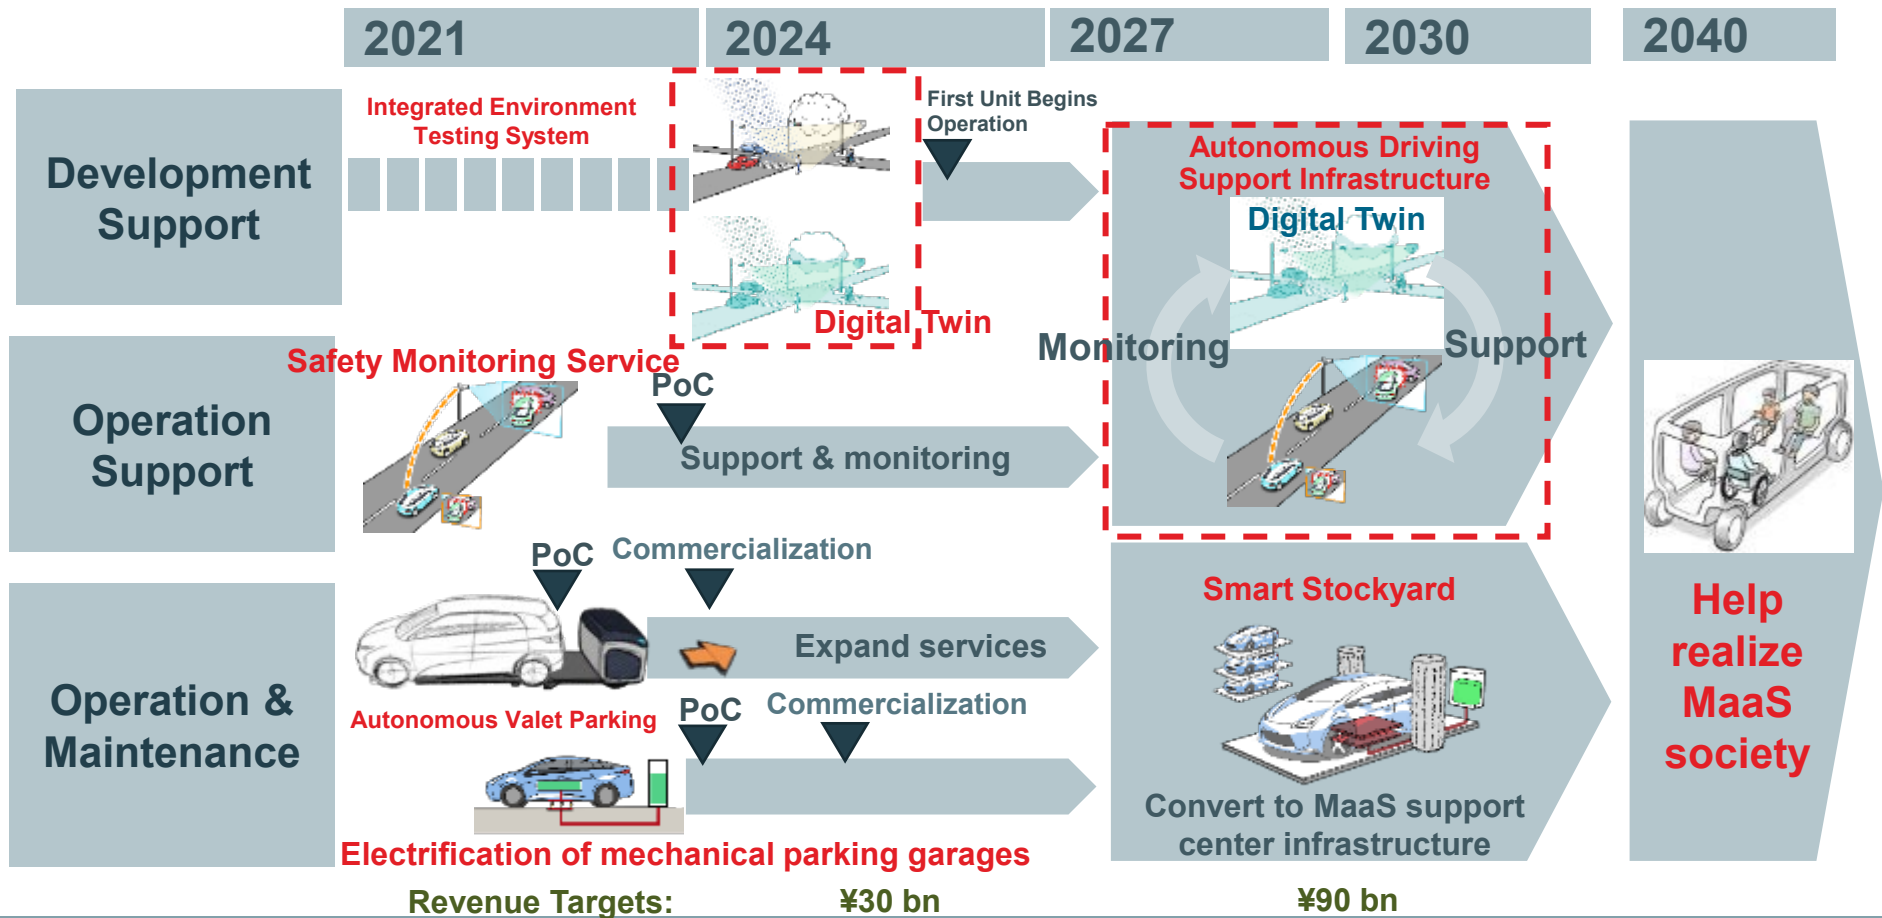 2021
2024
2027
2030
2040
Development
Support
Integrated Environment
Testing System
Digital Twin
First Unit Begins
Operation
Autonomous Driving
Support Infrastructure
Digital Twin
Monitoring
Support
Operation
Support
Safety Monitoring Service
PoC
Support & monitoring
Operation &
Maintenance
PoC
Commercialization
Expand services
Autonomous Valet Parking
PoC
Commercialization
Electrification of mechanical parking garages
Smart Stockyard
Convert to MaaS support
center infrastructure
Help
realize
MaaS
society
Revenue Targets:
¥30 bn
¥90 bn